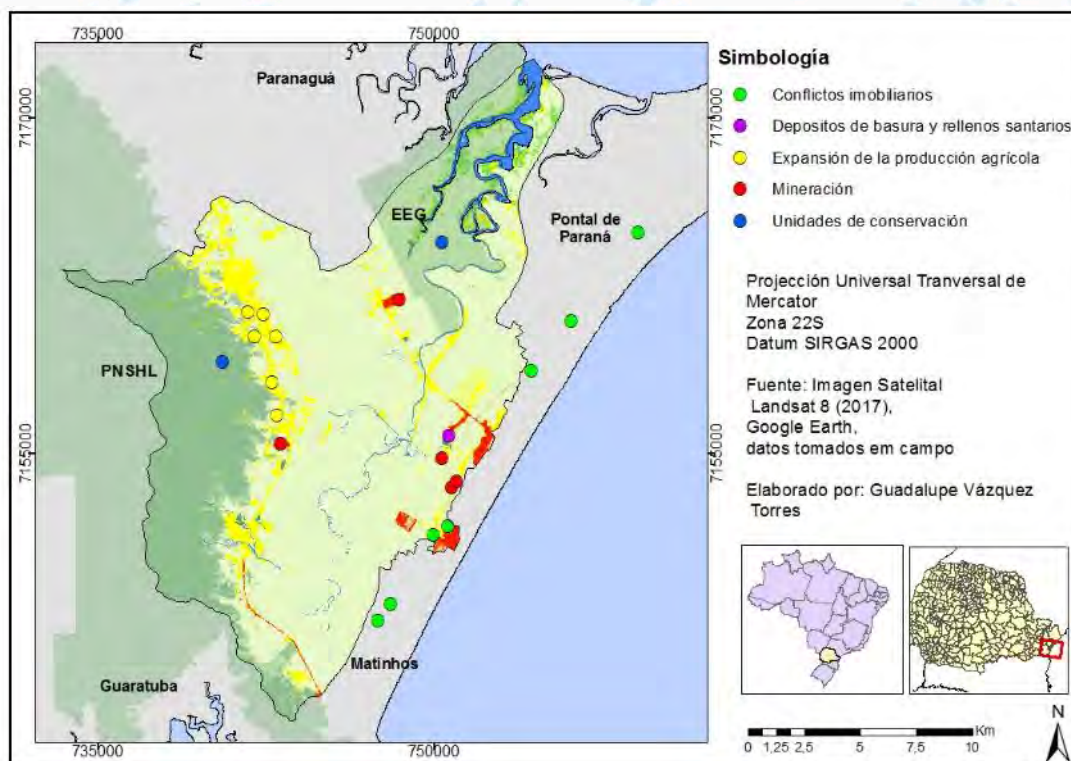 735000
750000
Paranaguá
7170000
7170000
EEG
Pontal de
Paraná
PNSHL
7155000
7155000
Matinhos
Guaratuba
735000
750000
Simbología
Conflictos imobiliarios
Depositos de basura y rellenos santarios
Expansión de la producción agrícola
Mineración
Unidades de conservación
Projección Universal Tranversal de
Mercator
Zona 22S
Datum SIRGAS 2000
Fuente: Imagen Satelital
Landsat 8 (2017),
Google Earth,
datos tomados em campo
Elaborado por: Guadalupe Vázquez
Torres
Km
0 1,25 2,5 5 7,5 10
N